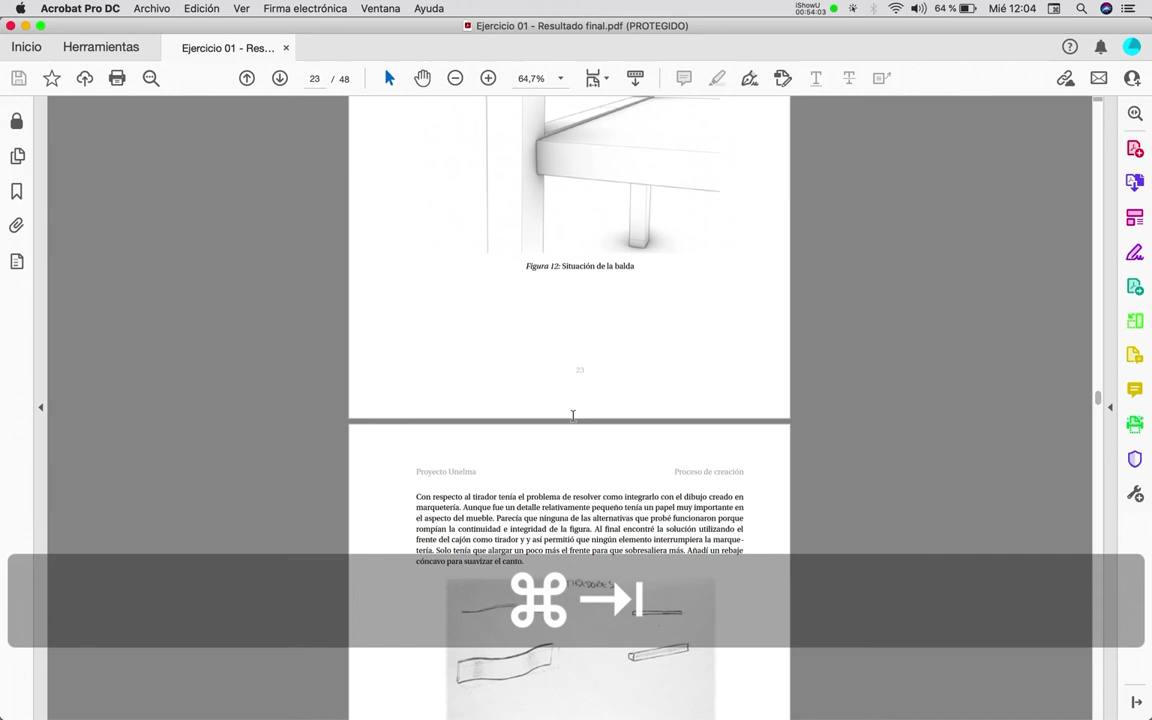 Acrobat Pro DC Archivo Edición Ver Firma electrónica Ventana Ayuda
iShowU
00:54:03
64 %
Mié 12:04
Ejercicio 01 - Resultado final.pdf (PROTEGIDO)
Inicio Herramientas Ejercicio 01 - Res... ×
23 / 48
64,7%
Figura 12: Situación de la balda
23
Proyecto Unelma Proceso de creación
Con respecto al tirador tenía el problema de resolver como integrarlo con el dibujo creado en
marquetería. Aunque fue un detalle relativamente pequeño tenía un papel muy importante en
el aspecto del mueble. Parecía que ninguna de las alternativas que probé funcionaron porque
rompían la continuidad e integridad de la figura. Al final encontré la solución utilizando el
frente del cajón como tirador y y así permitió que ningún elemento interrumpiera la marque-
tería. Solo tenía que alargar un poco más el frente para que sobresaliera más. Añadí un rebaje
cóncavo para suavizar el canto.
TIRADORES
⌘ →|